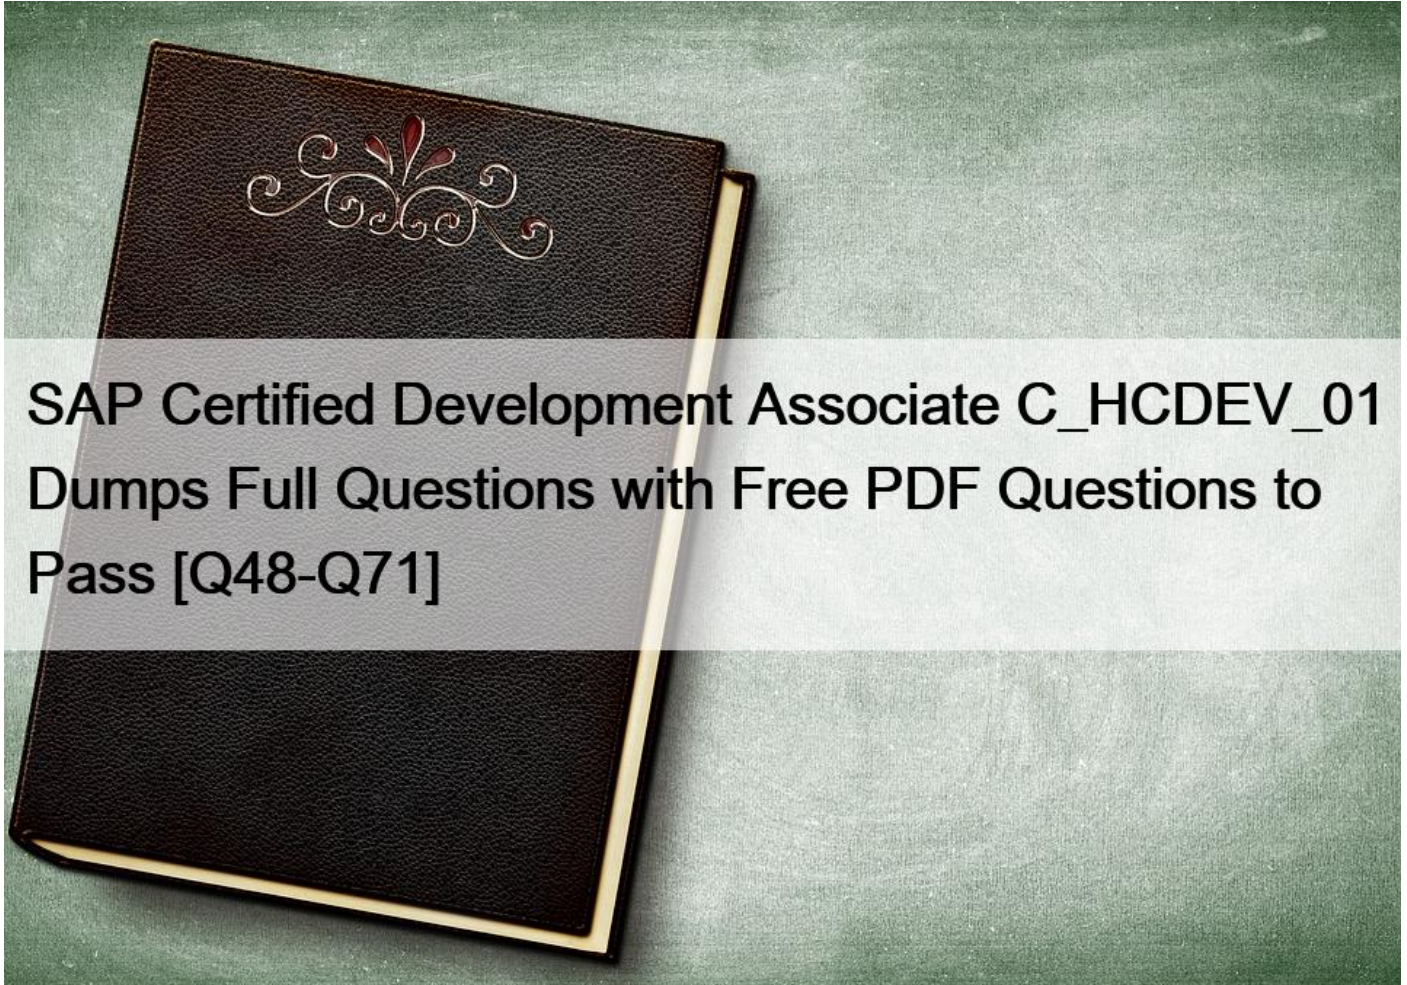 SAP Certified Development Associate C_HCDEV_01
Dumps Full Questions with Free PDF Questions to
Pass [Q48-Q71]